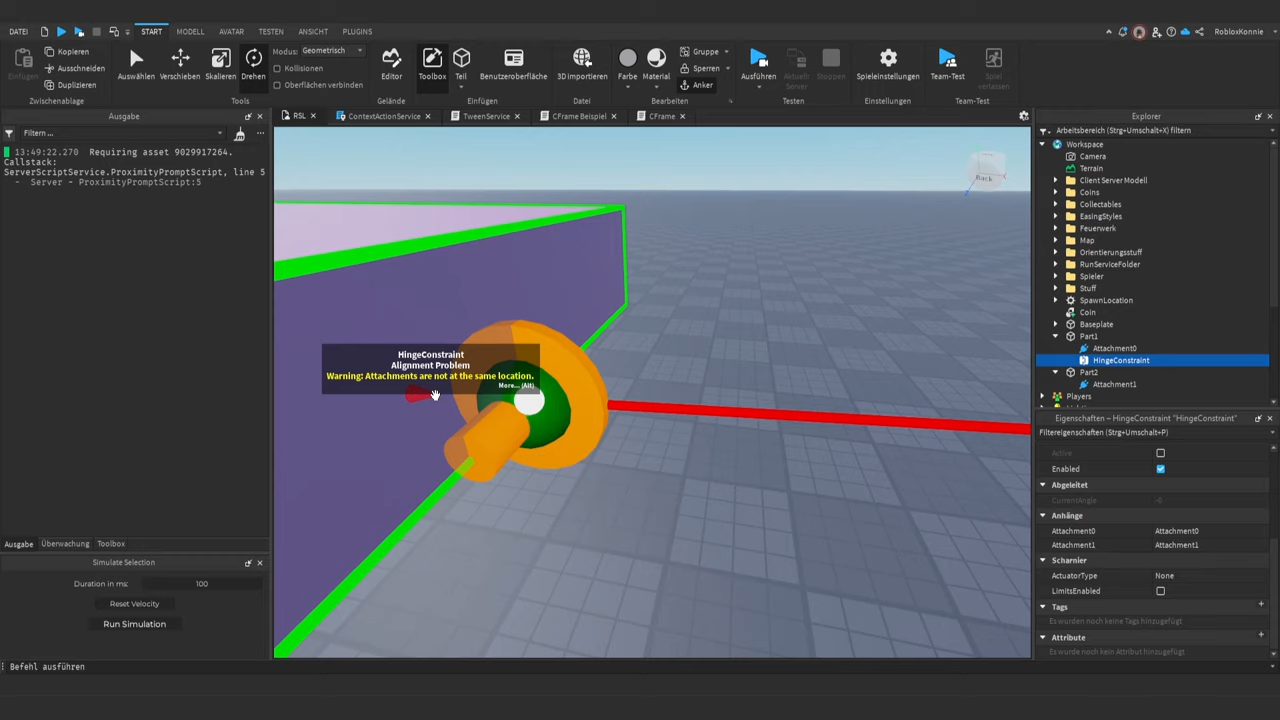 DATEI START MODELL AVATAR TESTEN ANSICHT PLUGINS RobloxKonnie
Einfügen
Kopieren
Ausschneiden
Duplizieren
Zwischenablage
Auswählen Verschieben Skalieren Drehen
Modus: Geometrisch
Kollisionen
Oberflächen verbinden
Tools
Editor
Gelände
Toolbox Teil Benutzeroberfläche
Einfügen
3D Importieren
Datei
Farbe Material
Gruppe
Sperren
Anker
Bearbeiten
Ausführen Aktuell: Server Stoppen
Testen
Spieleinstellungen
Einstellungen
Team-Test Spiel verlassen
Team-Test
Ausgabe
Filtern ...
13:49:22.270 Requiring asset 9029917264.
Callstack:
ServerScriptService.ProximityPromptScript, line 5
- Server - ProximityPromptScript:5
Ausgabe Überwachung Toolbox
Simulate Selection
Duration in ms: 100
Reset Velocity
Run Simulation
Befehl ausführen
RSL ContextActionService TweenService CFrame Beispiel CFrame
Back
HingeConstraint
Alignment Problem
Warning: Attachments are not at the same location.
More... (Alt)
Explorer
Arbeitsbereich (Strg+Umschalt+X) filtern
Workspace
Camera
Terrain
Client Server Modell
Coins
Collectables
EasingStyles
Feuerwerk
Map
Orientierungsstuff
RunServiceFolder
Spieler
Stuff
SpawnLocation
Coin
Baseplate
Part1
Attachment0
HingeConstraint
Part2
Attachment1
Players
Eigenschaften – HingeConstraint "HingeConstraint"
Filtereigenschaften (Strg+Umschalt+P)
Active
Enabled
Abgeleitet
CurrentAngle -0
Anhänge
Attachment0 Attachment0
Attachment1 Attachment1
Scharnier
ActuatorType None
LimitsEnabled
Tags
Es wurden noch keine Tags hinzugefügt
Attribute
Es wurde noch kein Attribut hinzugefügt